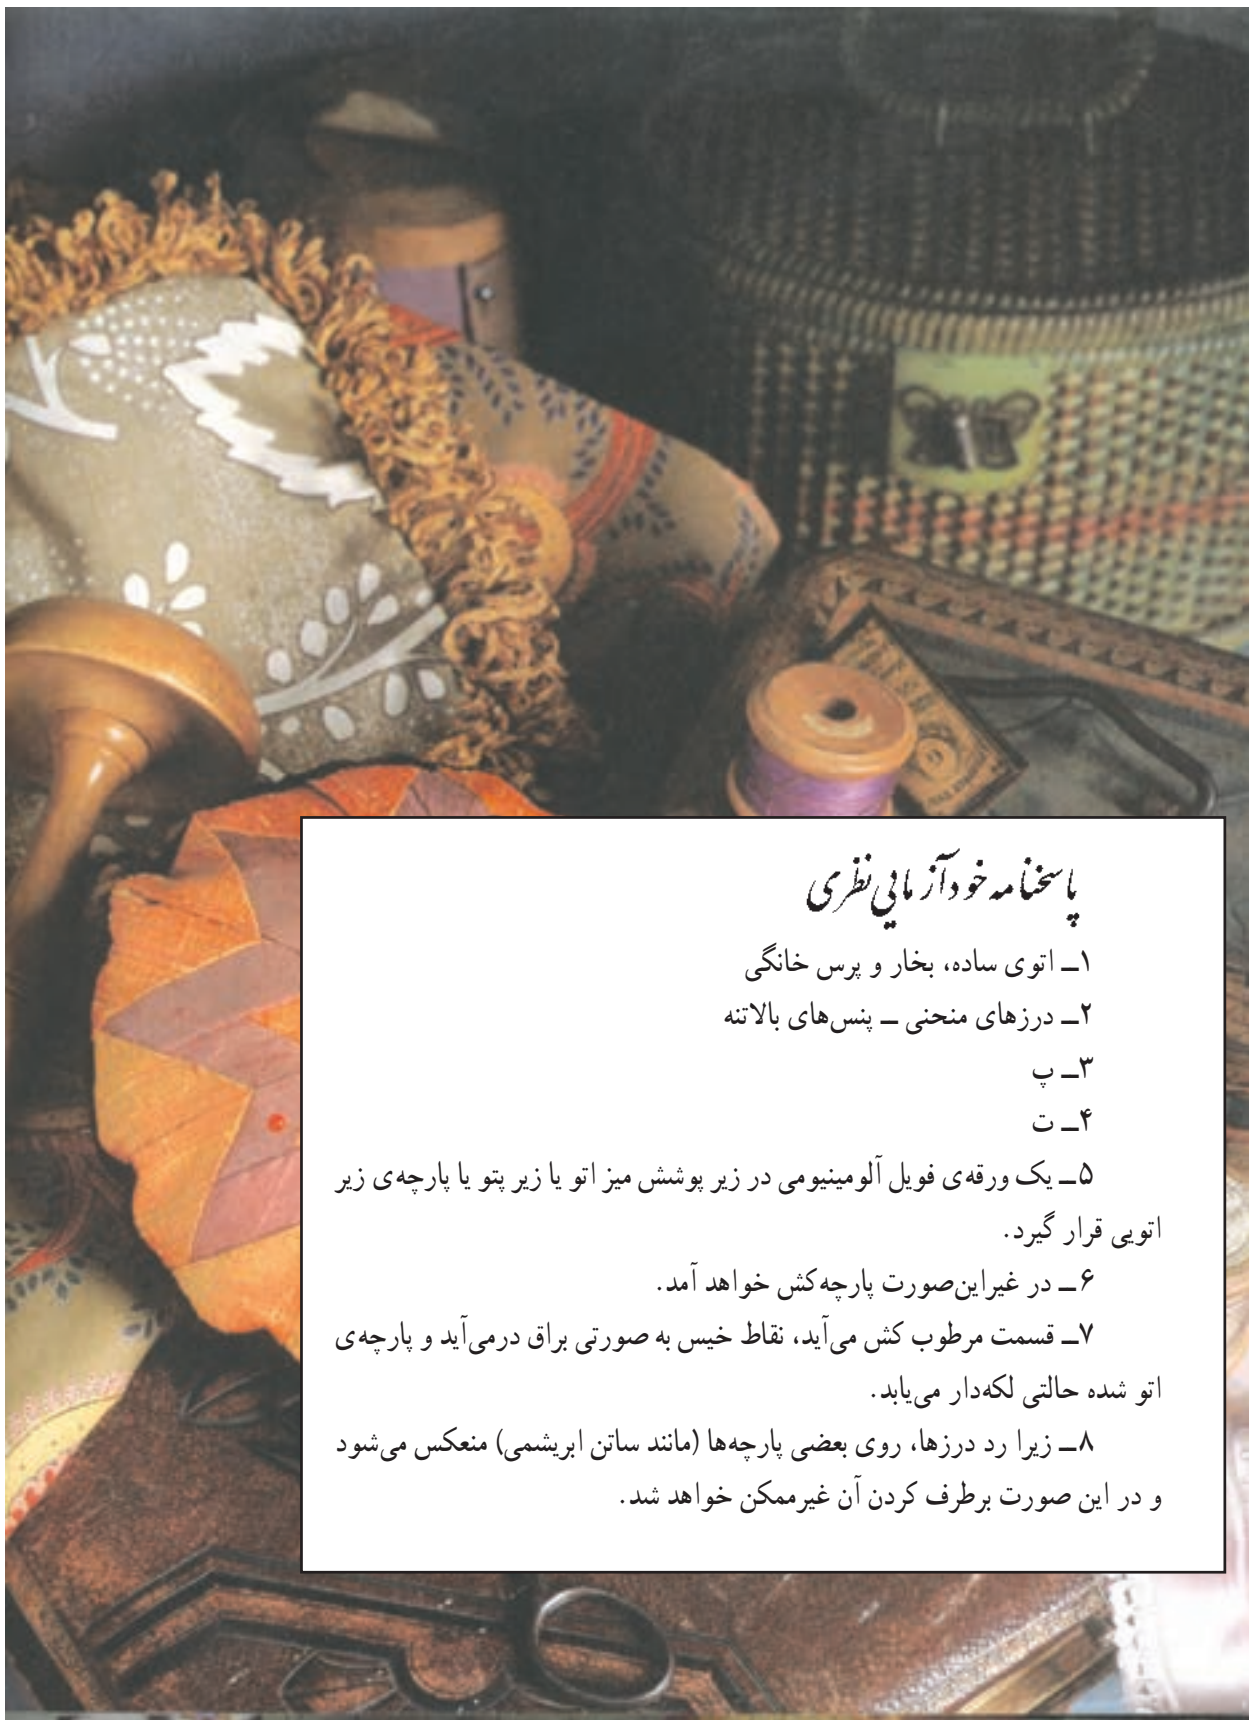 پاسخنامه خودآزمایی نظری
۱ــ اتوی ساده، بخار و پرس خانگی
۲ــ درزهای منحنی ــ پنس‌های بالاتنه
۳ــ پ
۴ــ ت
۵ــ یک ورقه‌ی فویل آلومینیومی در زیر پوشش میز اتو یا زیر پتو یا پارچه‌ی زیر
اتویی قرار گیرد.
۶ــ در غیراین‌صورت پارچه‌کش خواهد آمد.
۷ــ قسمت مرطوب کش می‌آید، نقاط خیس به صورتی براق درمی‌آید و پارچه‌ی
اتو شده حالتی لکه‌دار می‌یابد.
۸ــ زیرا رد درزها، روی بعضی پارچه‌ها (مانند ساتن ابریشمی) منعکس می‌شود
و در این صورت برطرف کردن آن غیرممکن خواهد شد.